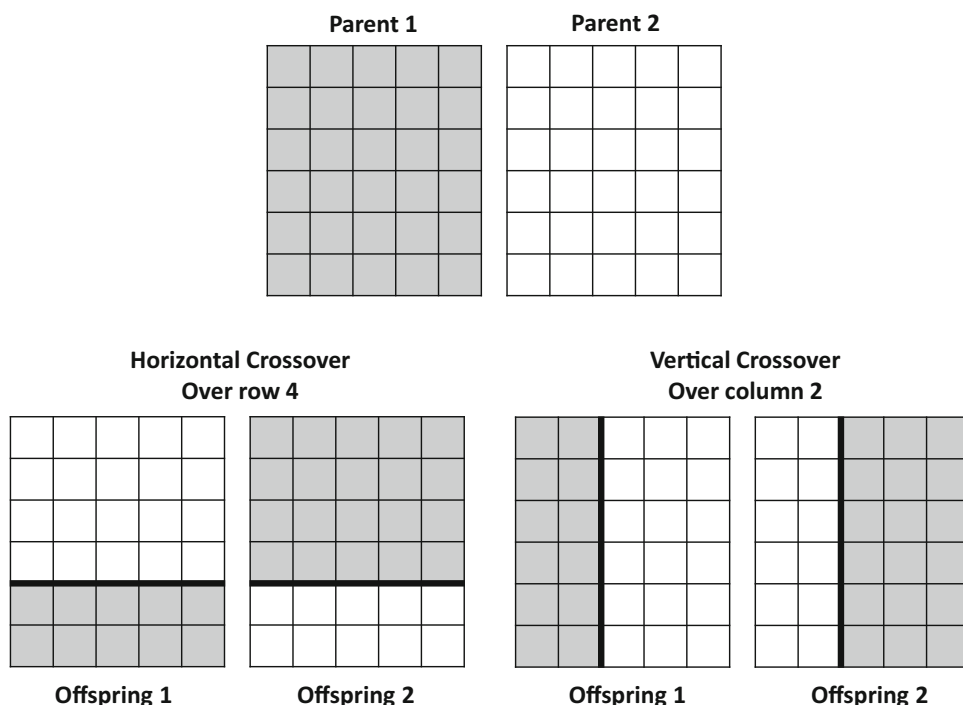 Parent 1
Parent 2
Horizontal Crossover
Over row 4
Vertical Crossover
Over column 2
Offspring 1
Offspring 2
Offspring 1
Offspring 2